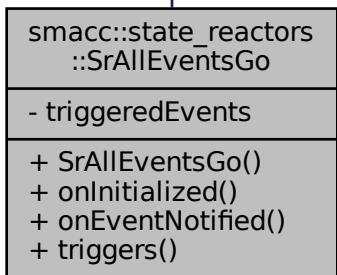 smacc::state_reactors
::SrAllEventsGo
- triggeredEvents
+ SrAllEventsGo()
+ onInitialized()
+ onEventNotified()
+ triggers()